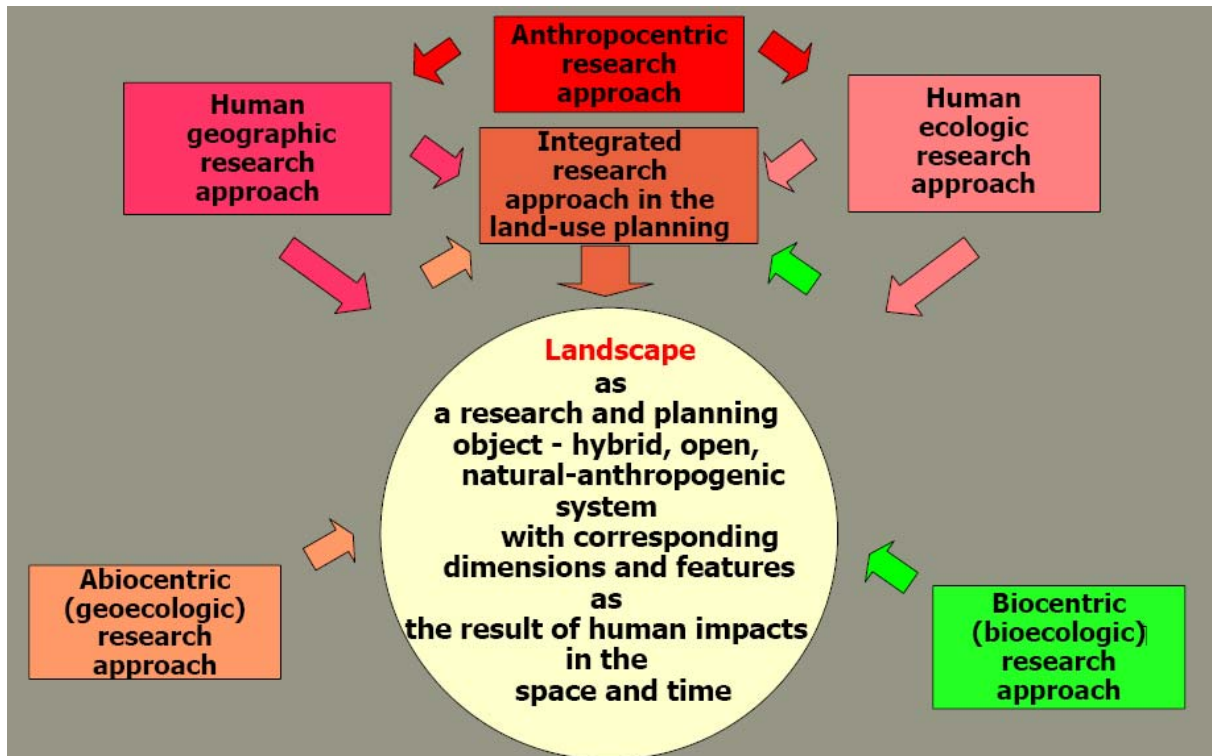 Anthropocentric
research
approach
Human
geographic
research
approach
Integrated
research
approach in the
land-use planning
Human
ecologic
research
approach
Landscape
as
a research and planning
object - hybrid, open,
natural-anthropogenic
system
with corresponding
dimensions and features
as
the result of human impacts
in the
space and time
Abiocentric
(geoecologic)
research
approach
Biocentric
(bioecologic)
research
approach